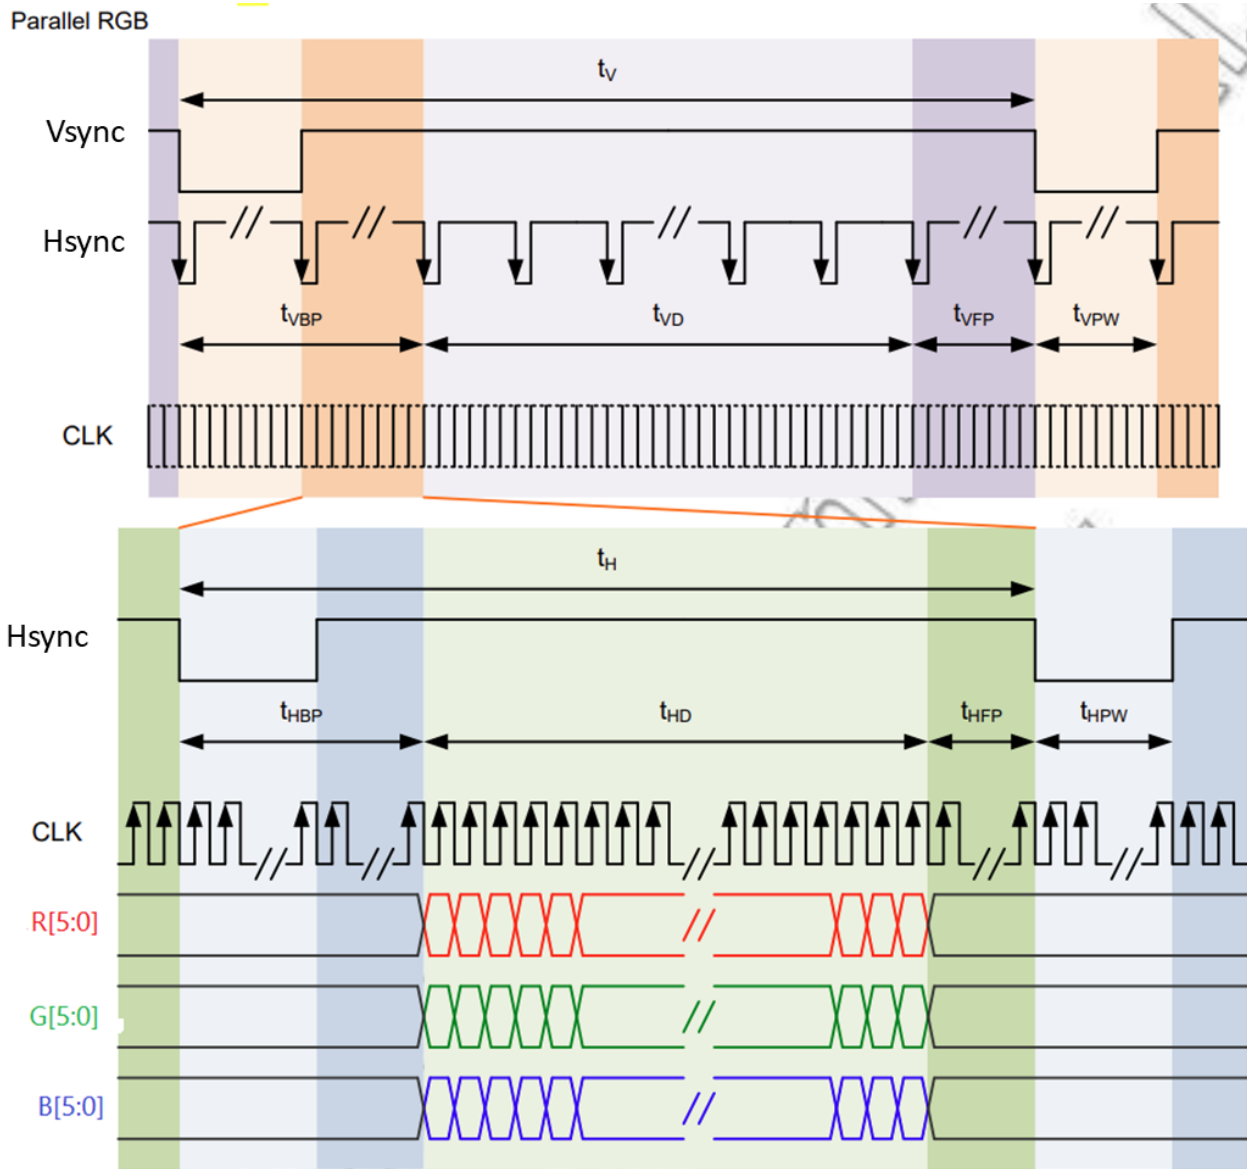 Parallel RGB
tV
Vsync
Hsync
tVBP
tVD
tVFP
tVPW
CLK
tH
Hsync
tHBP
tHD
tHFP
tHPW
CLK
R[5:0]
G[5:0]
B[5:0]